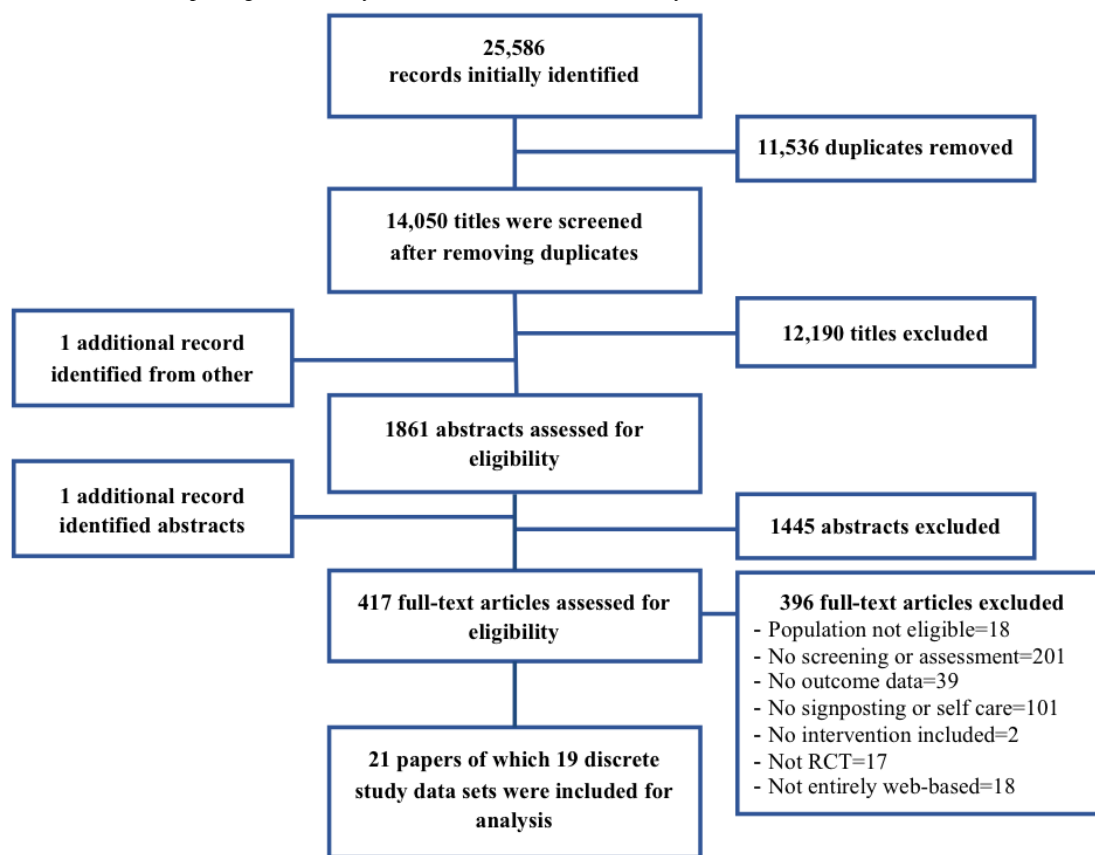 25,586
records initially identified
11,536 duplicates removed
14,050 titles were screened
after removing duplicates
12,190 titles excluded
1 additional record
identified from other
1861 abstracts assessed for
eligibility
1 additional record
identified abstracts
1445 abstracts excluded
417 full-text articles assessed for
eligibility
396 full-text articles excluded
- Population not eligible=18
- No screening or assessment=201
- No outcome data=39
- No signposting or self care=101
- No intervention included=2
- Not RCT=17
- Not entirely web-based=18
21 papers of which 19 discrete
study data sets were included for
analysis